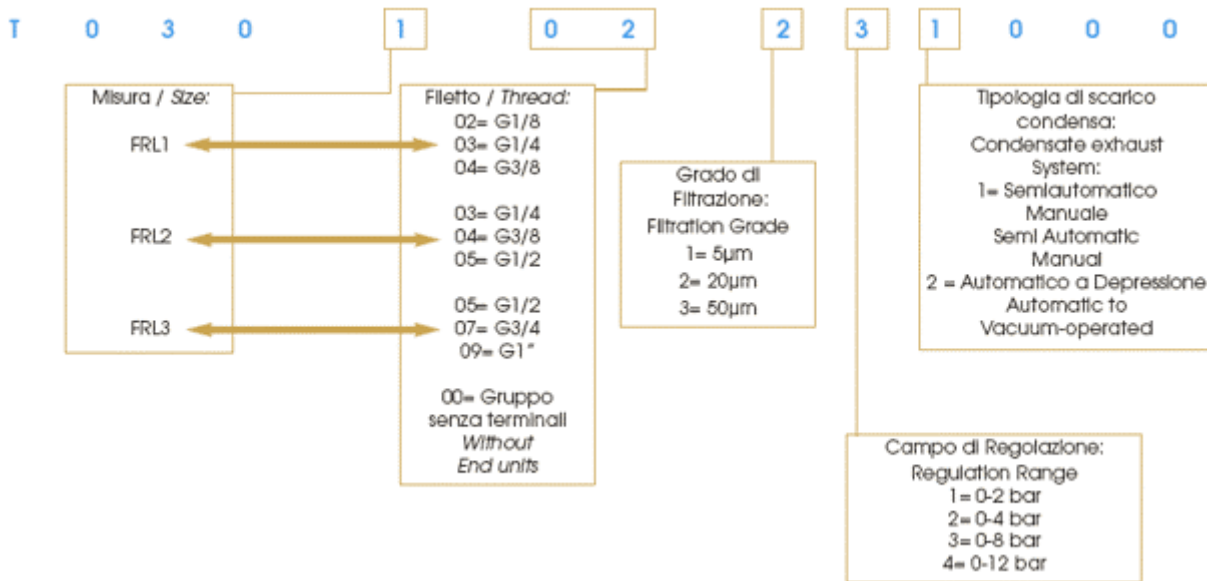 T 0 3 0 1 0 2 2 3 1 0 0 0
Misura / Size:
FRL1
FRL2
FRL3
Filetto / Thread:
02= G1/8
03= G1/4
04= G3/8
03= G1/4
04= G3/8
05= G1/2
05= G1/2
07= G3/4
09= G1"
00= Gruppo
senza terminali
Without
End units
Grado di
Filtrazione:
Filtration Grade
1= 5µm
2= 20µm
3= 50µm
Tipologia di scarico
condensa:
Condensate exhaust
System:
1= Semiautomatico
Manuale
Semi Automatic
Manual
2 = Automatico a Depressione
Automatic to
Vacuum-operated
Campo di Regolazione:
Regulation Range
1= 0-2 bar
2= 0-4 bar
3= 0-8 bar
4= 0-12 bar